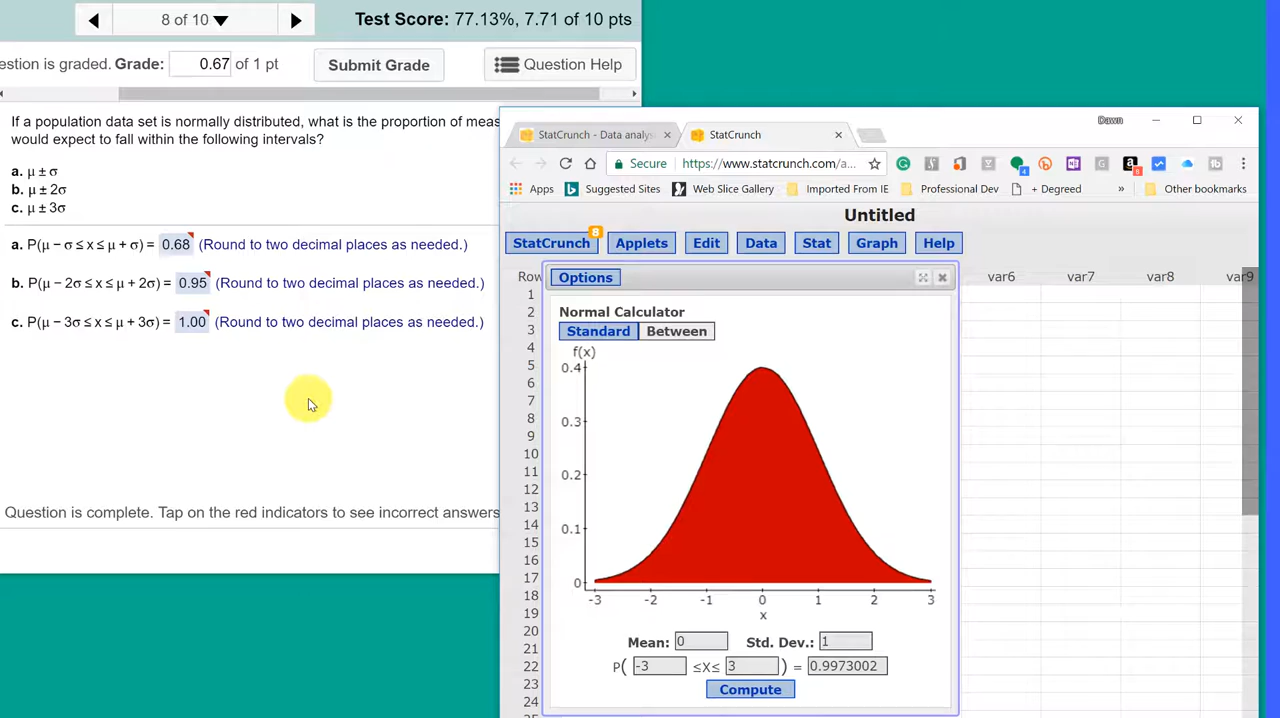 8 of 10
Test Score: 77.13%, 7.71 of 10 pts
estion is graded. Grade: 0.67 of 1 pt
Submit Grade
Question Help
If a population data set is normally distributed, what is the proportion of meas
would expect to fall within the following intervals?
a. μ ± σ
b. μ ± 2σ
c. μ ± 3σ
a. P(μ − σ ≤ x ≤ μ + σ) = 0.68 (Round to two decimal places as needed.)
b. P(μ − 2σ ≤ x ≤ μ + 2σ) = 0.95 (Round to two decimal places as needed.)
c. P(μ − 3σ ≤ x ≤ μ + 3σ) = 1.00 (Round to two decimal places as needed.)
Question is complete. Tap on the red indicators to see incorrect answers
Dawn
StatCrunch - Data analys
StatCrunch
Secure https://www.statcrunch.com/a...
Apps Suggested Sites Web Slice Gallery Imported From IE Professional Dev + Degreed » Other bookmarks
Untitled
StatCrunch 8 Applets Edit Data Stat Graph Help
Row var6 var7 var8 var9
Options
Normal Calculator
Standard Between
f(x)
0.4
0.3
0.2
0.1
0
-3 -2 -1 0 1 2 3
x
Mean: 0 Std. Dev.: 1
P( -3 ≤X≤ 3 ) = 0.9973002
Compute
1
2
3
4
5
6
7
8
9
10
11
12
13
14
15
16
17
18
19
20
21
22
23
24